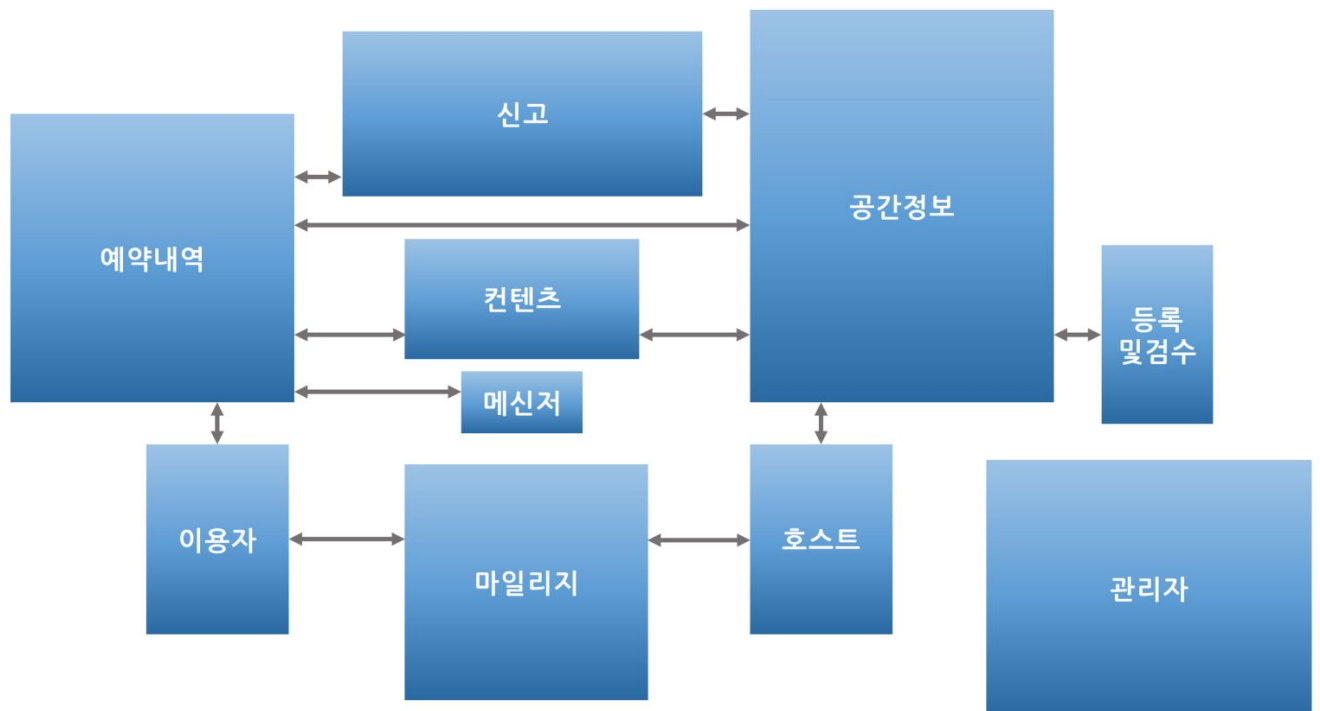 신고
공간정보
예약내역
컨텐츠
등록
및검수
메신저
이용자
마일리지
호스트
관리자